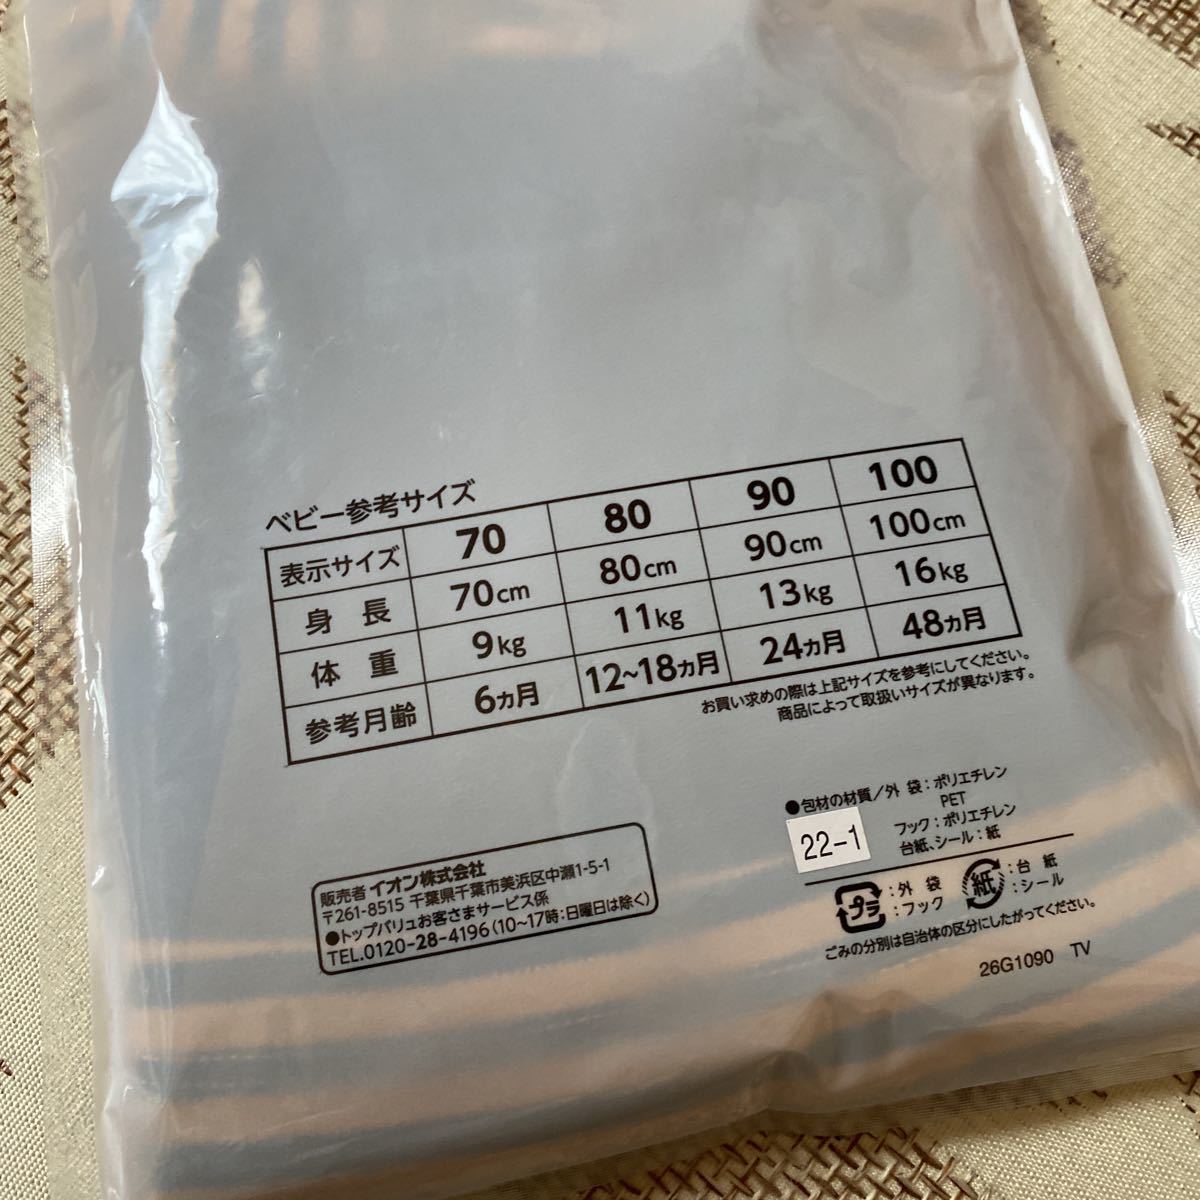 ベビー参考サイズ
表示サイズ 70 80 90 100
身長 70cm 80cm 90cm 100cm
体重 9kg 11kg 13kg 16kg
参考月齢 6カ月 12~18カ月 24カ月 48カ月
お買い求めの際は上記サイズを参考にしてください。
商品によって取扱いサイズが異なります。
●包材の材質/外 袋:ポリエチレン
PET
フック:ポリエチレン
台紙、シール:紙
22-1
プラ :外 袋
:フック
紙 :台 紙
:シール
ごみの分別は自治体の区分にしたがってください。
26G1090 TV
販売者 イオン株式会社
〒261-8515 千葉県千葉市美浜区中瀬1-5-1
●トップバリュお客さまサービス係
TEL.0120-28-4196(10~17時:日曜日は除く)